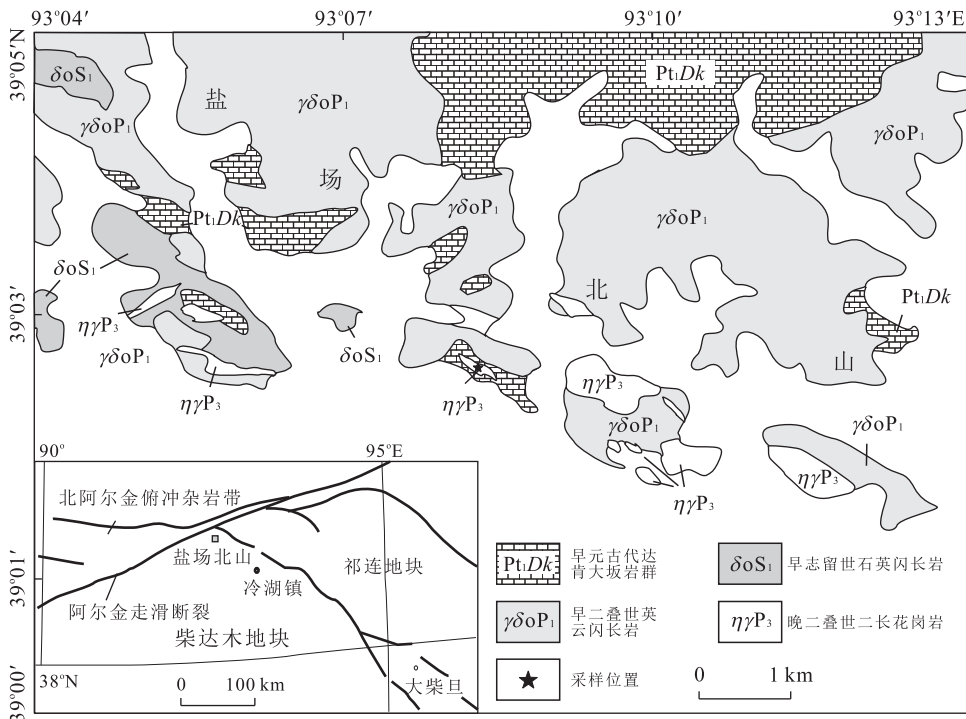 93°04′ 93°07′ 93°10′ 93°13′E
39°05′N
39°03′
39°01′
39°00′N
δoS₁
γδoP₁
盐
γδoP₁
Pt₁Dk
γδoP₁
场
Pt₁Dk
γδoP₁
γδoP₁
δoS₁
北
Pt₁Dk
ηγP₃
γδoP₁
δoS₁
山
ηγP₃
ηγP₃
ηγP₃
γδoP₁
γδoP₁
ηγP₃
ηγP₃
90° 95°E
北阿尔金俯冲杂岩带
盐场北山
祁连地块
冷湖镇
阿尔金走滑断裂
柴达木地块
大柴旦
38°N
0 100 km
Pt₁Dk 早元古代达
肯大坂岩群
δoS₁ 早志留世石英闪长岩
γδoP₁ 早二叠世英
云闪长岩
ηγP₃ 晚二叠世二长花岗岩
采样位置
0 1 km